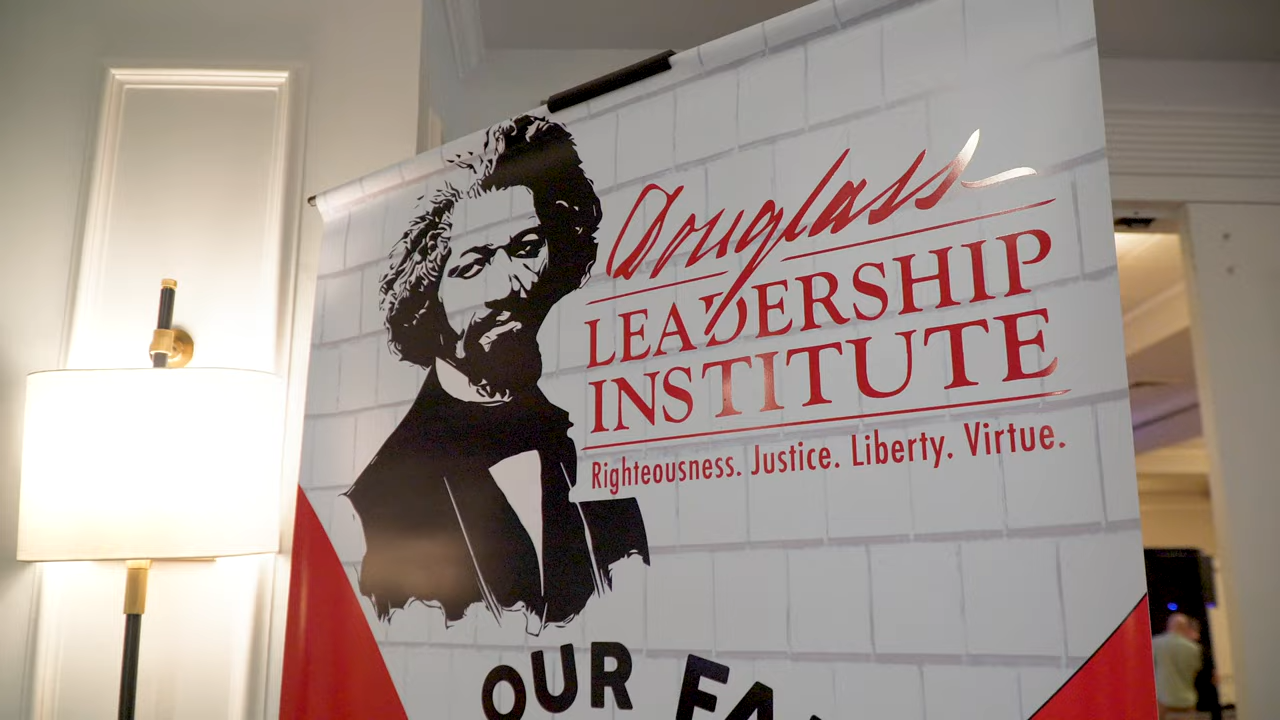 Douglass
LEADERSHIP
INSTITUTE
Righteousness. Justice. Liberty. Virtue.
OUR